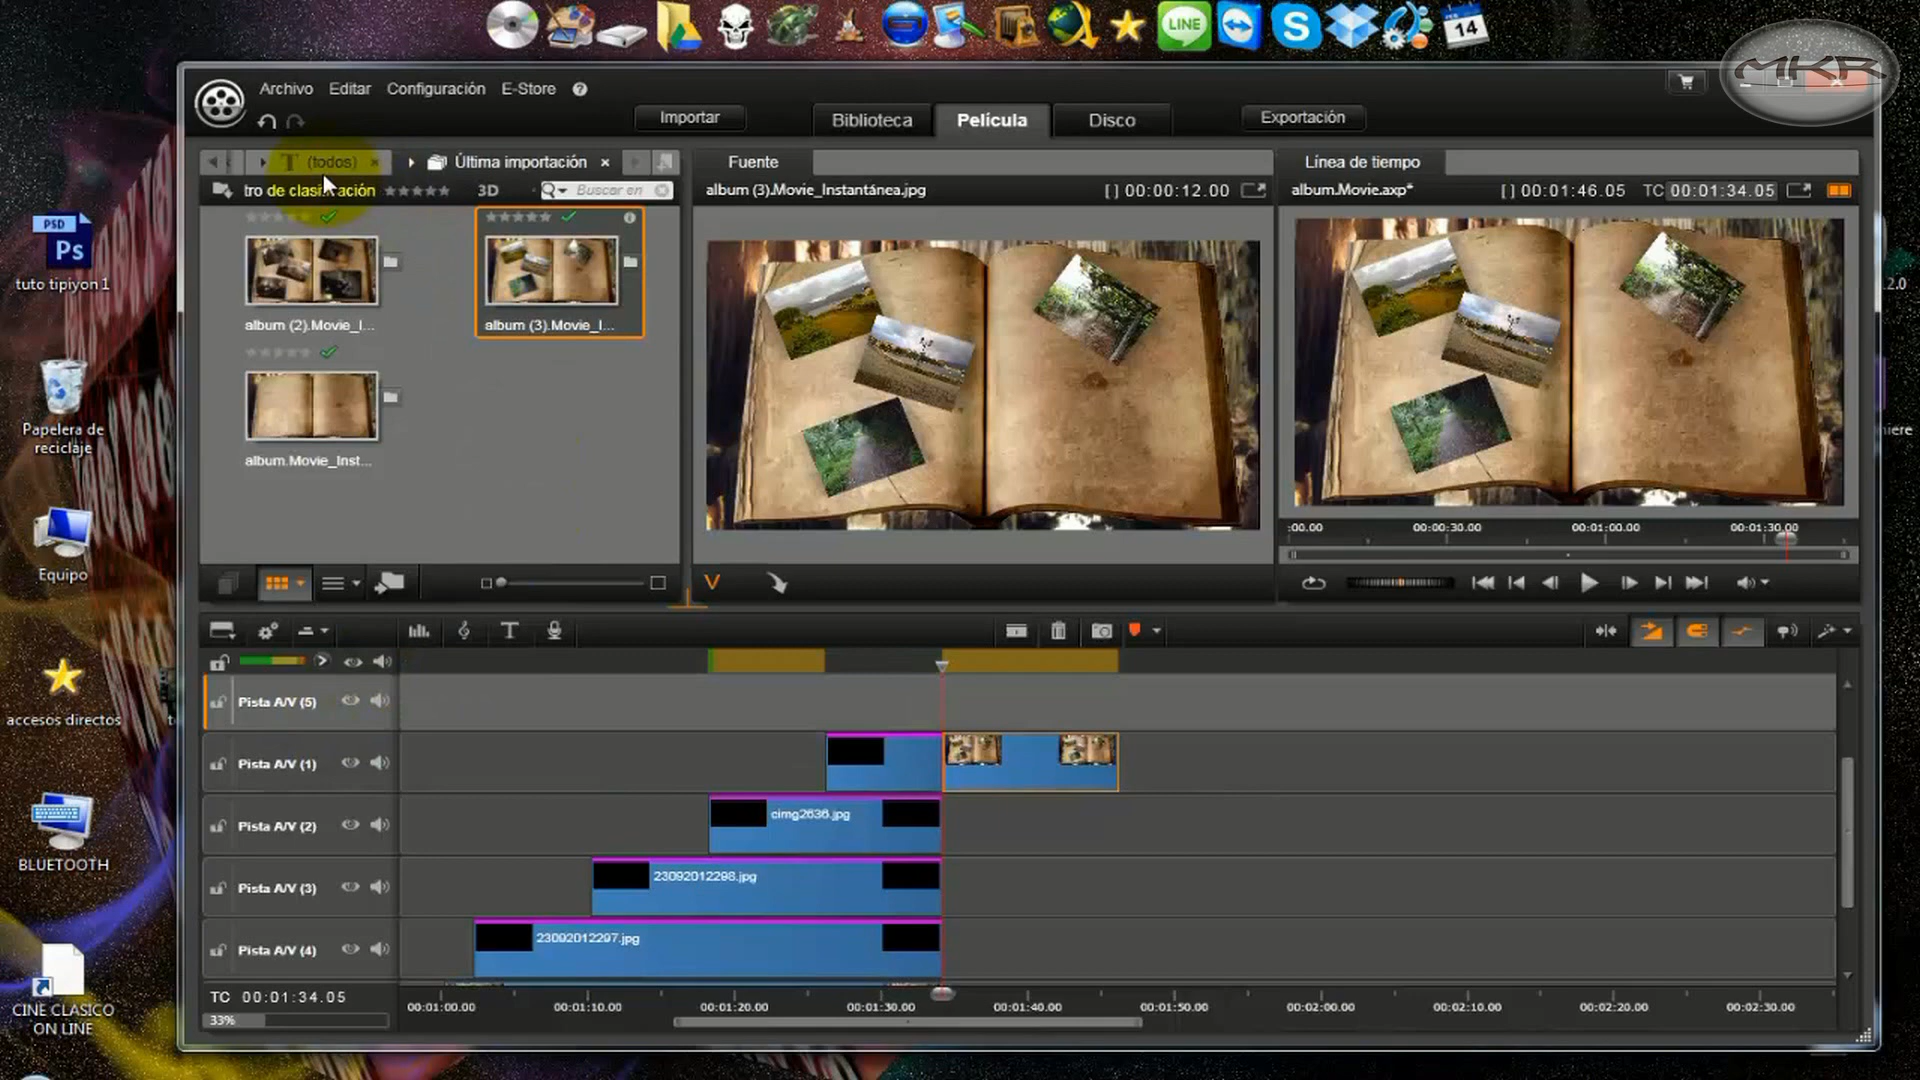 LINE
FEB
14
MKR
Archivo Editar Configuración E-Store ?
Importar Biblioteca Película Disco Exportación
T (todos) × Última importación ×
tro de clasificación 3D Buscar en
album (2).Movie_I...
album (3).Movie_I...
album.Movie_Inst...
Fuente
album (3).Movie_Instantánea.jpg [] 00:00:12.00
Línea de tiempo
album.Movie.axp* [] 00:01:46.05 TC 00:01:34.05
:00.00 00:00:30.00 00:01:00.00 00:01:30.00
V
T
Pista A/V (5)
Pista A/V (1)
Pista A/V (2)
cimg2636.jpg
Pista A/V (3)
23092012298.jpg
Pista A/V (4)
23092012297.jpg
TC 00:01:34.05
33%
00:01:00.00 00:01:10.00 00:01:20.00 00:01:30.00 00:01:40.00 00:01:50.00 00:02:00.00 00:02:10.00 00:02:20.00 00:02:30.00
PSD
Ps
tuto tipiyon 1
Papelera de
reciclaje
Equipo
accesos directos
BLUETOOTH
CINE CLASICO
ON LINE
2.0
niere